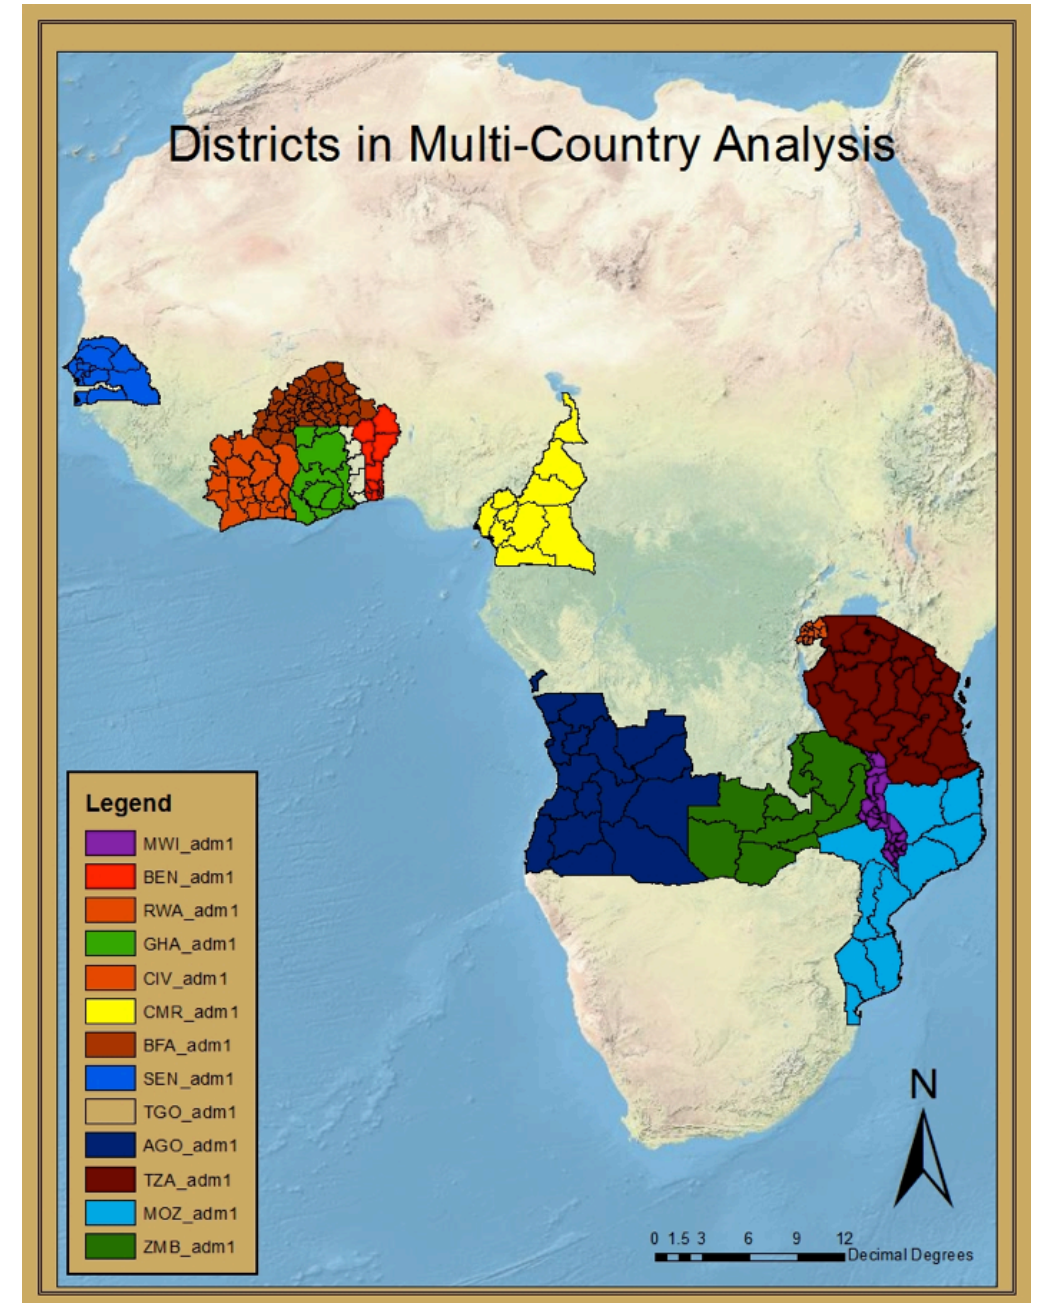 Districts in Multi-Country Analysis
Legend
MWI_adm1
BEN_adm1
RWA_adm1
GHA_adm1
CIV_adm1
CMR_adm1
BFA_adm1
SEN_adm1
TGO_adm1
AGO_adm1
TZA_adm1
MOZ_adm1
ZMB_adm1
N
0 1.5 3 6 9 12
Decimal Degrees